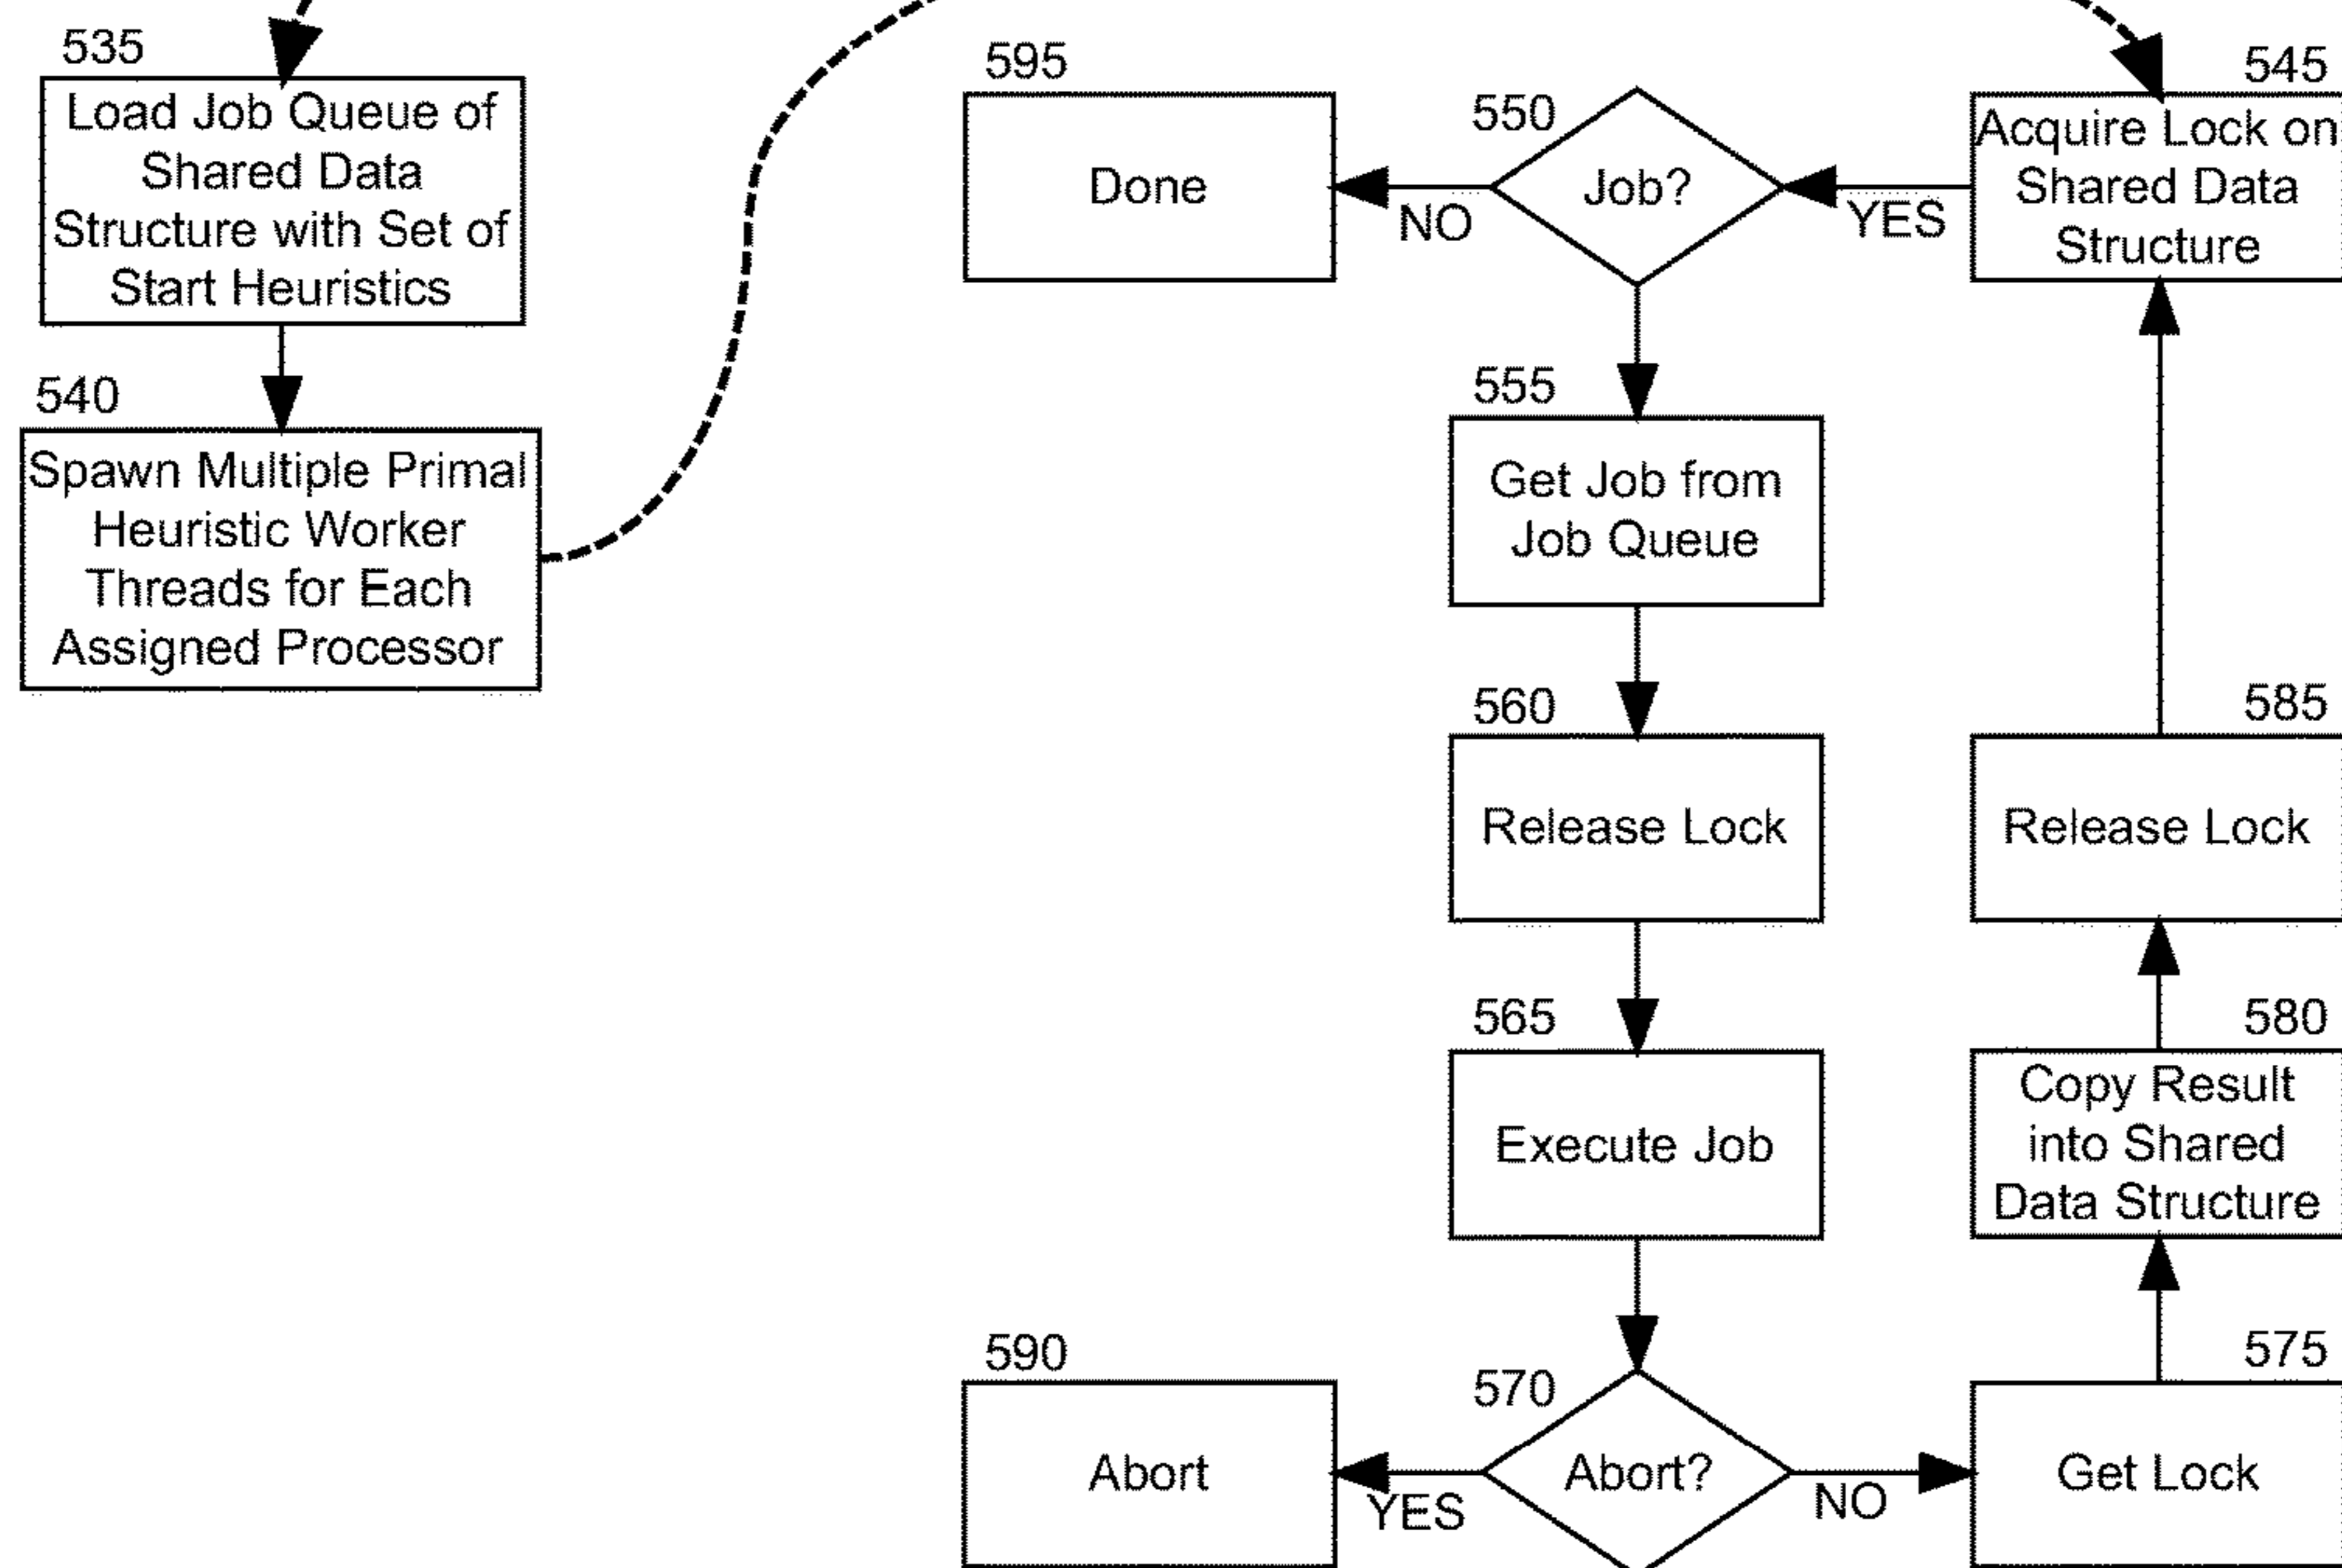 535
Load Job Queue of
Shared Data
Structure with Set of
Start Heuristics
540
Spawn Multiple Primal
Heuristic Worker
Threads for Each
Assigned Processor
595
Done
NO
550
Job?
YES
545
Acquire Lock on
Shared Data
Structure
555
Get Job from
Job Queue
560
Release Lock
565
Execute Job
570
Abort?
YES
590
Abort
NO
575
Get Lock
580
Copy Result
into Shared
Data Structure
585
Release Lock